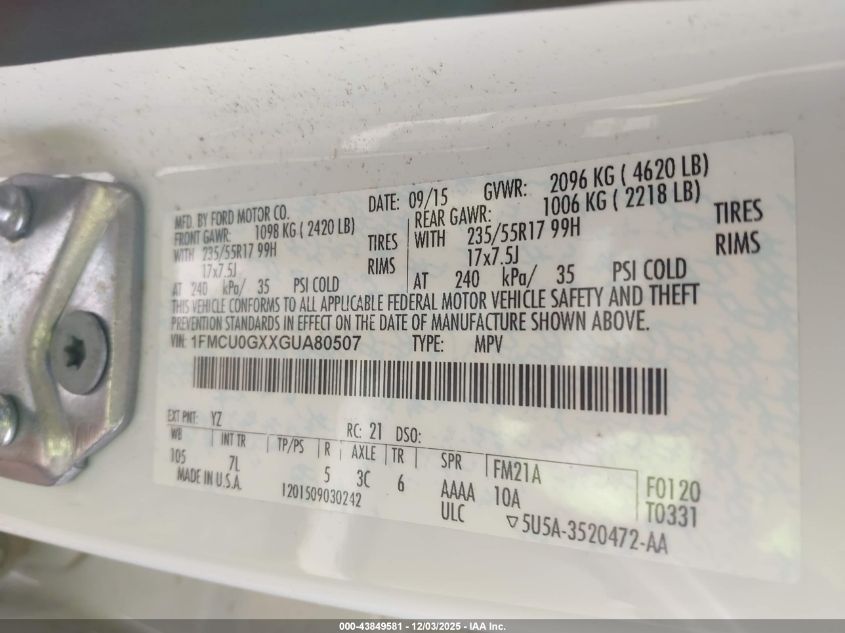 MFD. BY FORD MOTOR CO. DATE: 09/15 GVWR: 2096 KG ( 4620 LB)
FRONT GAWR: 1098 KG ( 2420 LB) REAR GAWR: 1006 KG ( 2218 LB)
WITH 235/55R17 99H TIRES WITH 235/55R17 99H TIRES
17x7.5J RIMS 17x7.5J RIMS
AT 240 kPa/ 35 PSI COLD AT 240 kPa/ 35 PSI COLD
THIS VEHICLE CONFORMS TO ALL APPLICABLE FEDERAL MOTOR VEHICLE SAFETY AND THEFT
PREVENTION STANDARDS IN EFFECT ON THE DATE OF MANUFACTURE SHOWN ABOVE.
VIN: 1FMCU0GXXGUA80507 TYPE: MPV
EXT PNT: YZ RC: 21 DSO:
WB INT TR TP/PS R AXLE TR SPR FM21A F0120
105 7L 5 3C 6 AAAA 10A T0331
MADE IN U.S.A. 1201509030242 ULC ▽5U5A-3520472-AA
000-43849581 - 12/03/2025 - IAA Inc.